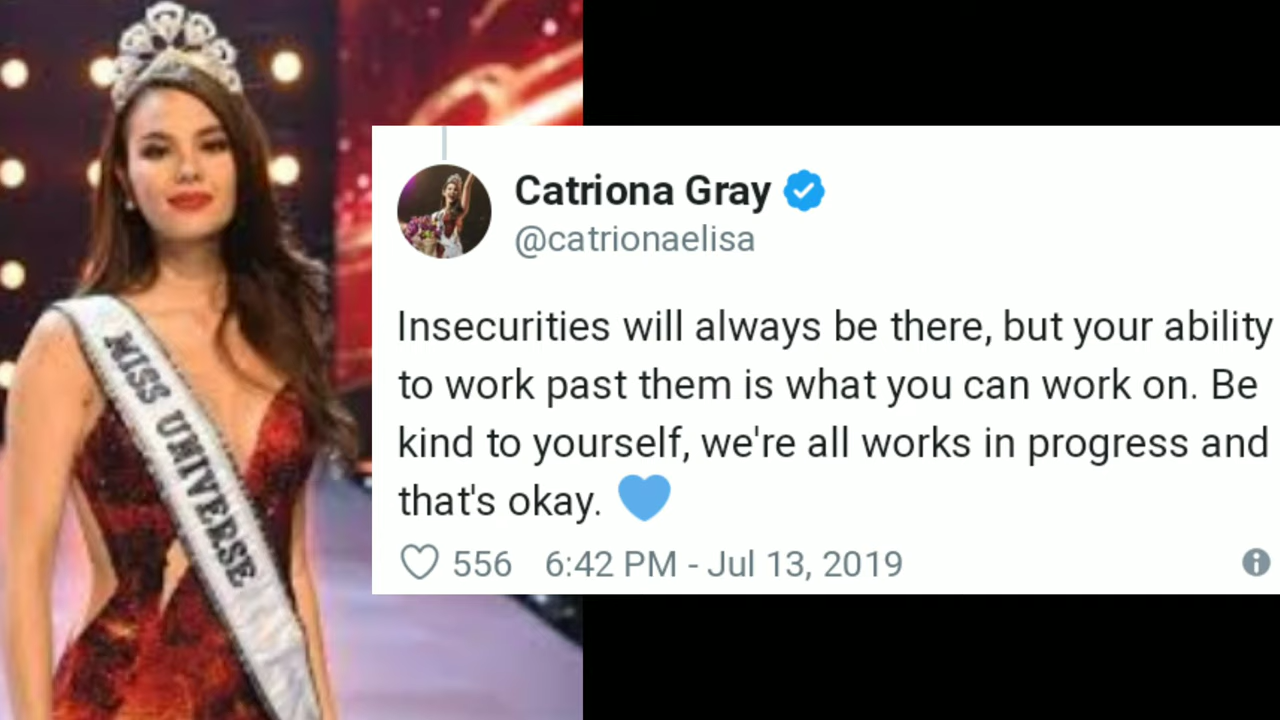 MISS UNIVERSE
Catriona Gray
@catrionaelisa
Insecurities will always be there, but your ability
to work past them is what you can work on. Be
kind to yourself, we're all works in progress and
that's okay. 💙
556 6:42 PM - Jul 13, 2019